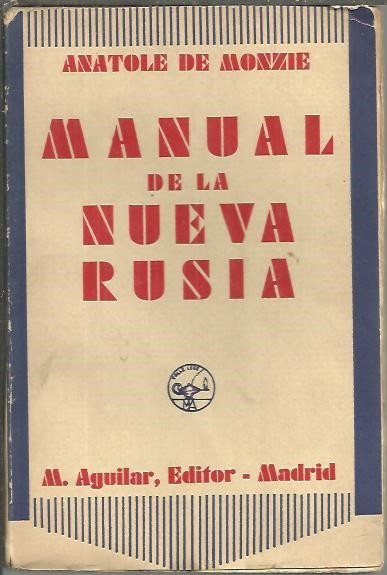 ANATOLE DE MONZIE
MANUAL
DE LA
NUEVA
RUSIA
M. Aguilar, Editor - Madrid